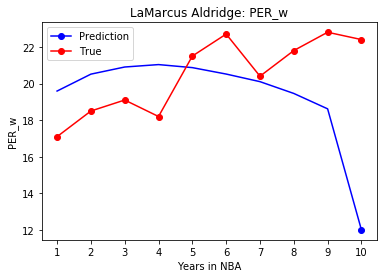 LaMarcus Aldridge: PER_w
Prediction
True
PER_w
22
20
18
16
14
12
1 2 3 4 5 6 7 8 9 10
Years in NBA